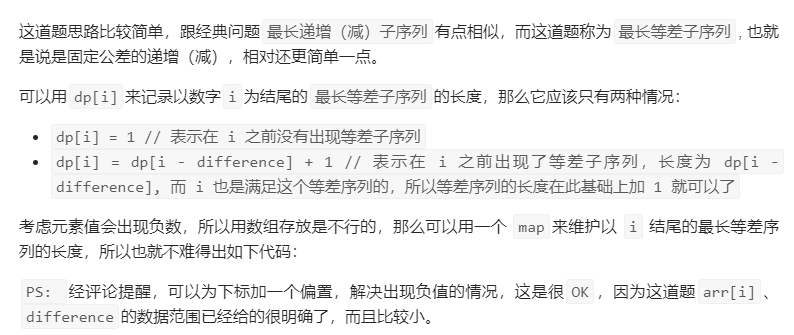 这道题思路比较简单，跟经典问题 最长递增（减）子序列 有点相似，而这道题称为 最长等差子序列 , 也就
是说是固定公差的递增（减），相对还更简单一点。
可以用 dp[i] 来记录以数字 i 为结尾的 最长等差子序列 的长度，那么它应该只有两种情况：
• dp[i] = 1 // 表示在 i 之前没有出现等差子序列
• dp[i] = dp[i - difference] + 1 // 表示在 i 之前出现了等差子序列，长度为 dp[i -
difference]，而 i 也是满足这个等差序列的，所以等差序列的长度在此基础上加 1 就可以了
考虑元素值会出现负数，所以用数组存放是不行的，那么可以用一个 map 来维护以 i 结尾的最长等差序
列的长度，所以也就不难得出如下代码：
PS: 经评论提醒，可以为下标加一个偏置，解决出现负值的情况，这是很 OK ，因为这道题 arr[i] 、
difference 的数据范围已经给的很明确了，而且比较小。